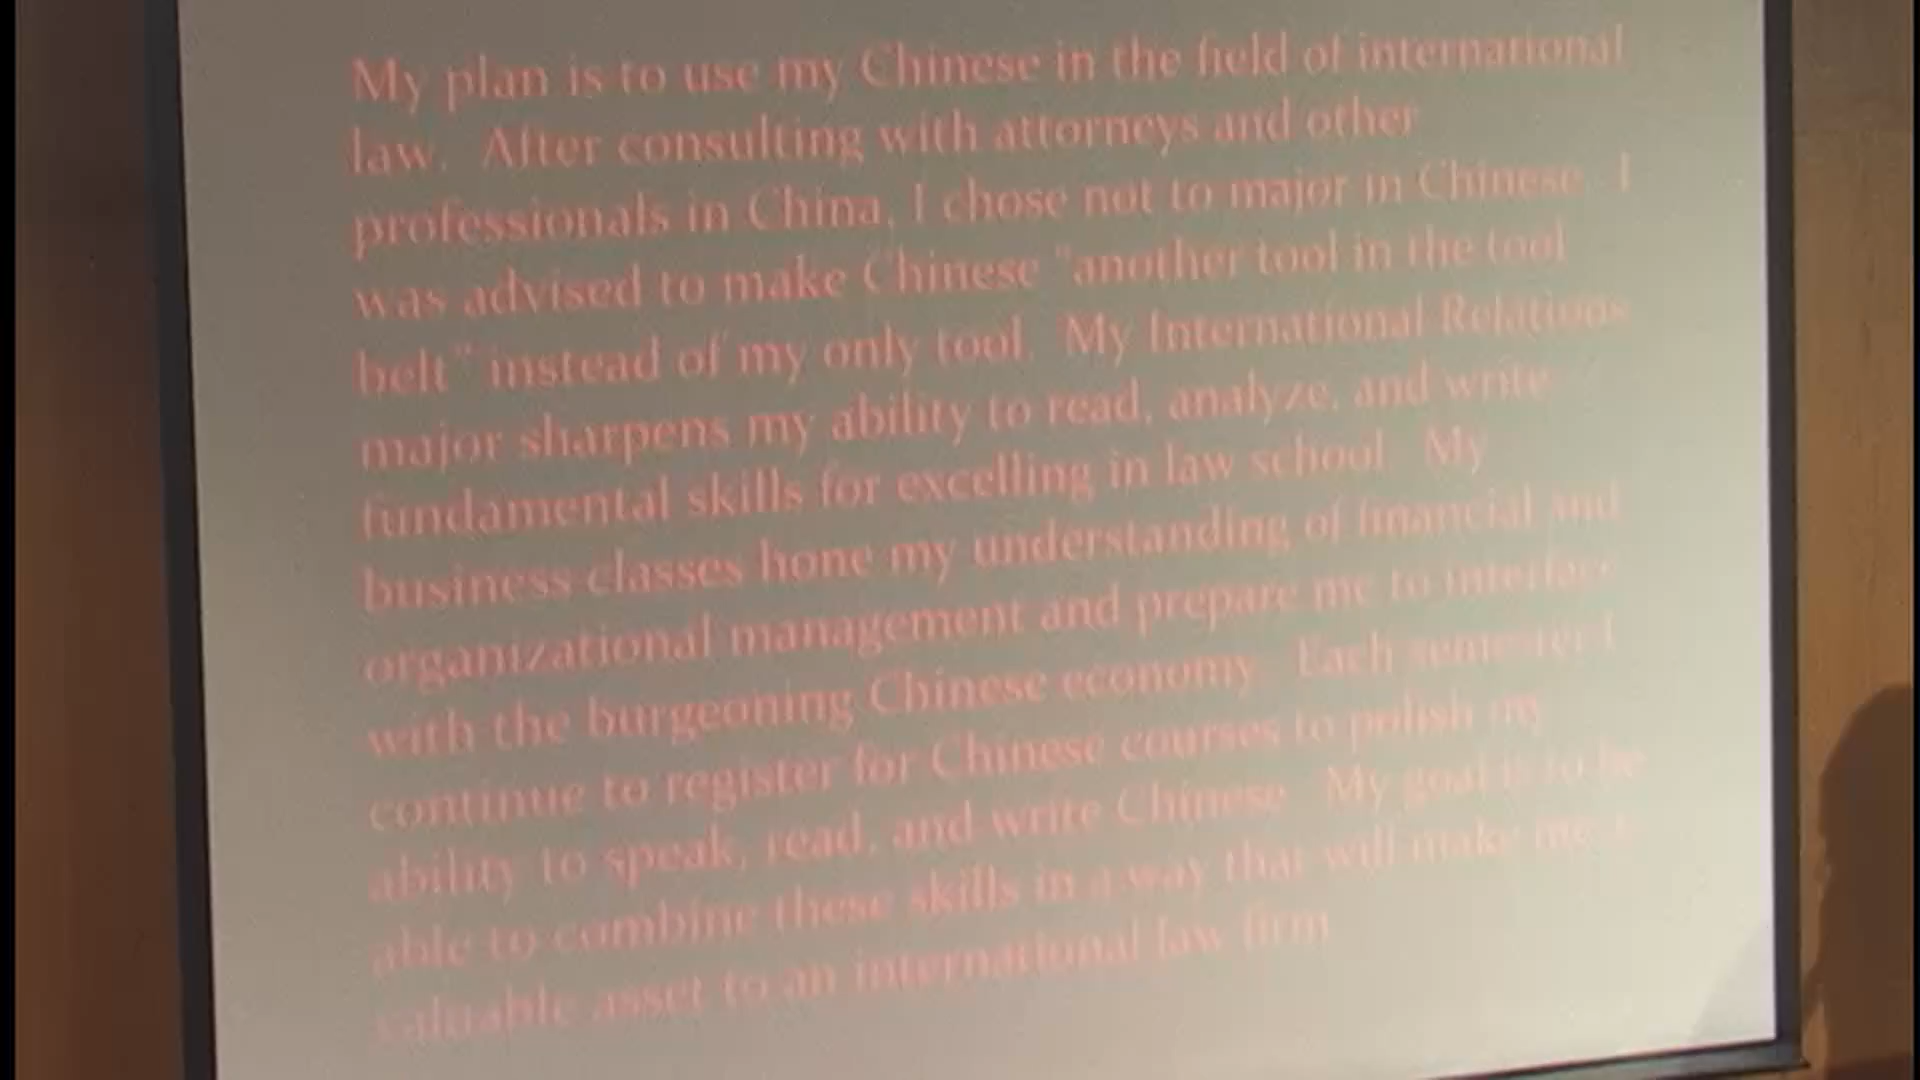 My plan is to use my Chinese in the field of international
law. After consulting with attorneys and other
professionals in China, I chose not to major in Chinese. I
was advised to make Chinese "another tool in the tool
belt" instead of my only tool. My International Relations
major sharpens my ability to read, analyze, and write
fundamental skills for excelling in law school. My
business classes hone my understanding of financial and
organizational management and prepare me to interface
with the burgeoning Chinese economy. Each semester I
continue to register for Chinese courses to polish my
ability to speak, read, and write Chinese. My goal is to be
able to combine these skills in a way that will make me a
valuable asset to an international law firm